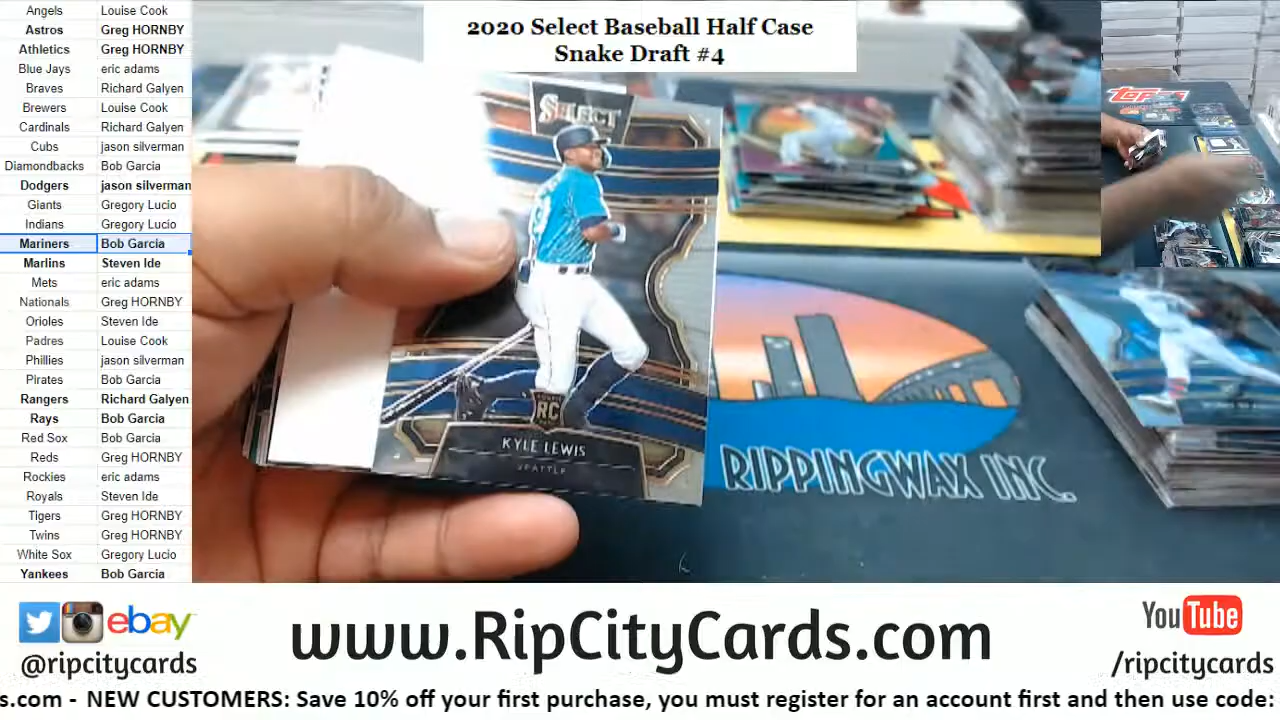 Angels Louise Cook
Astros Greg HORNBY
Athletics Greg HORNBY
Blue Jays eric adams
Braves Richard Galyen
Brewers Louise Cook
Cardinals Richard Galyen
Cubs jason silverman
Diamondbacks Bob Garcia
Dodgers jason silverman
Giants Gregory Lucio
Indians Gregory Lucio
Mariners Bob Garcia
Marlins Steven Ide
Mets eric adams
Nationals Greg HORNBY
Orioles Steven Ide
Padres Louise Cook
Phillies jason silverman
Pirates Bob Garcia
Rangers Richard Galyen
Rays Bob Garcia
Red Sox Bob Garcia
Reds Greg HORNBY
Rockies eric adams
Royals Steven Ide
Tigers Greg HORNBY
Twins Greg HORNBY
White Sox Gregory Lucio
Yankees Bob Garcia
2020 Select Baseball Half Case
Snake Draft #4
SELECT
RC
KYLE LEWIS
SEATTLE
RIPPINGWAX INC.
Topps
ebay
@ripcitycards
www.RipCityCards.com
YouTube
/ripcitycards
s.com - NEW CUSTOMERS: Save 10% off your first purchase, you must register for an account first and then use code: